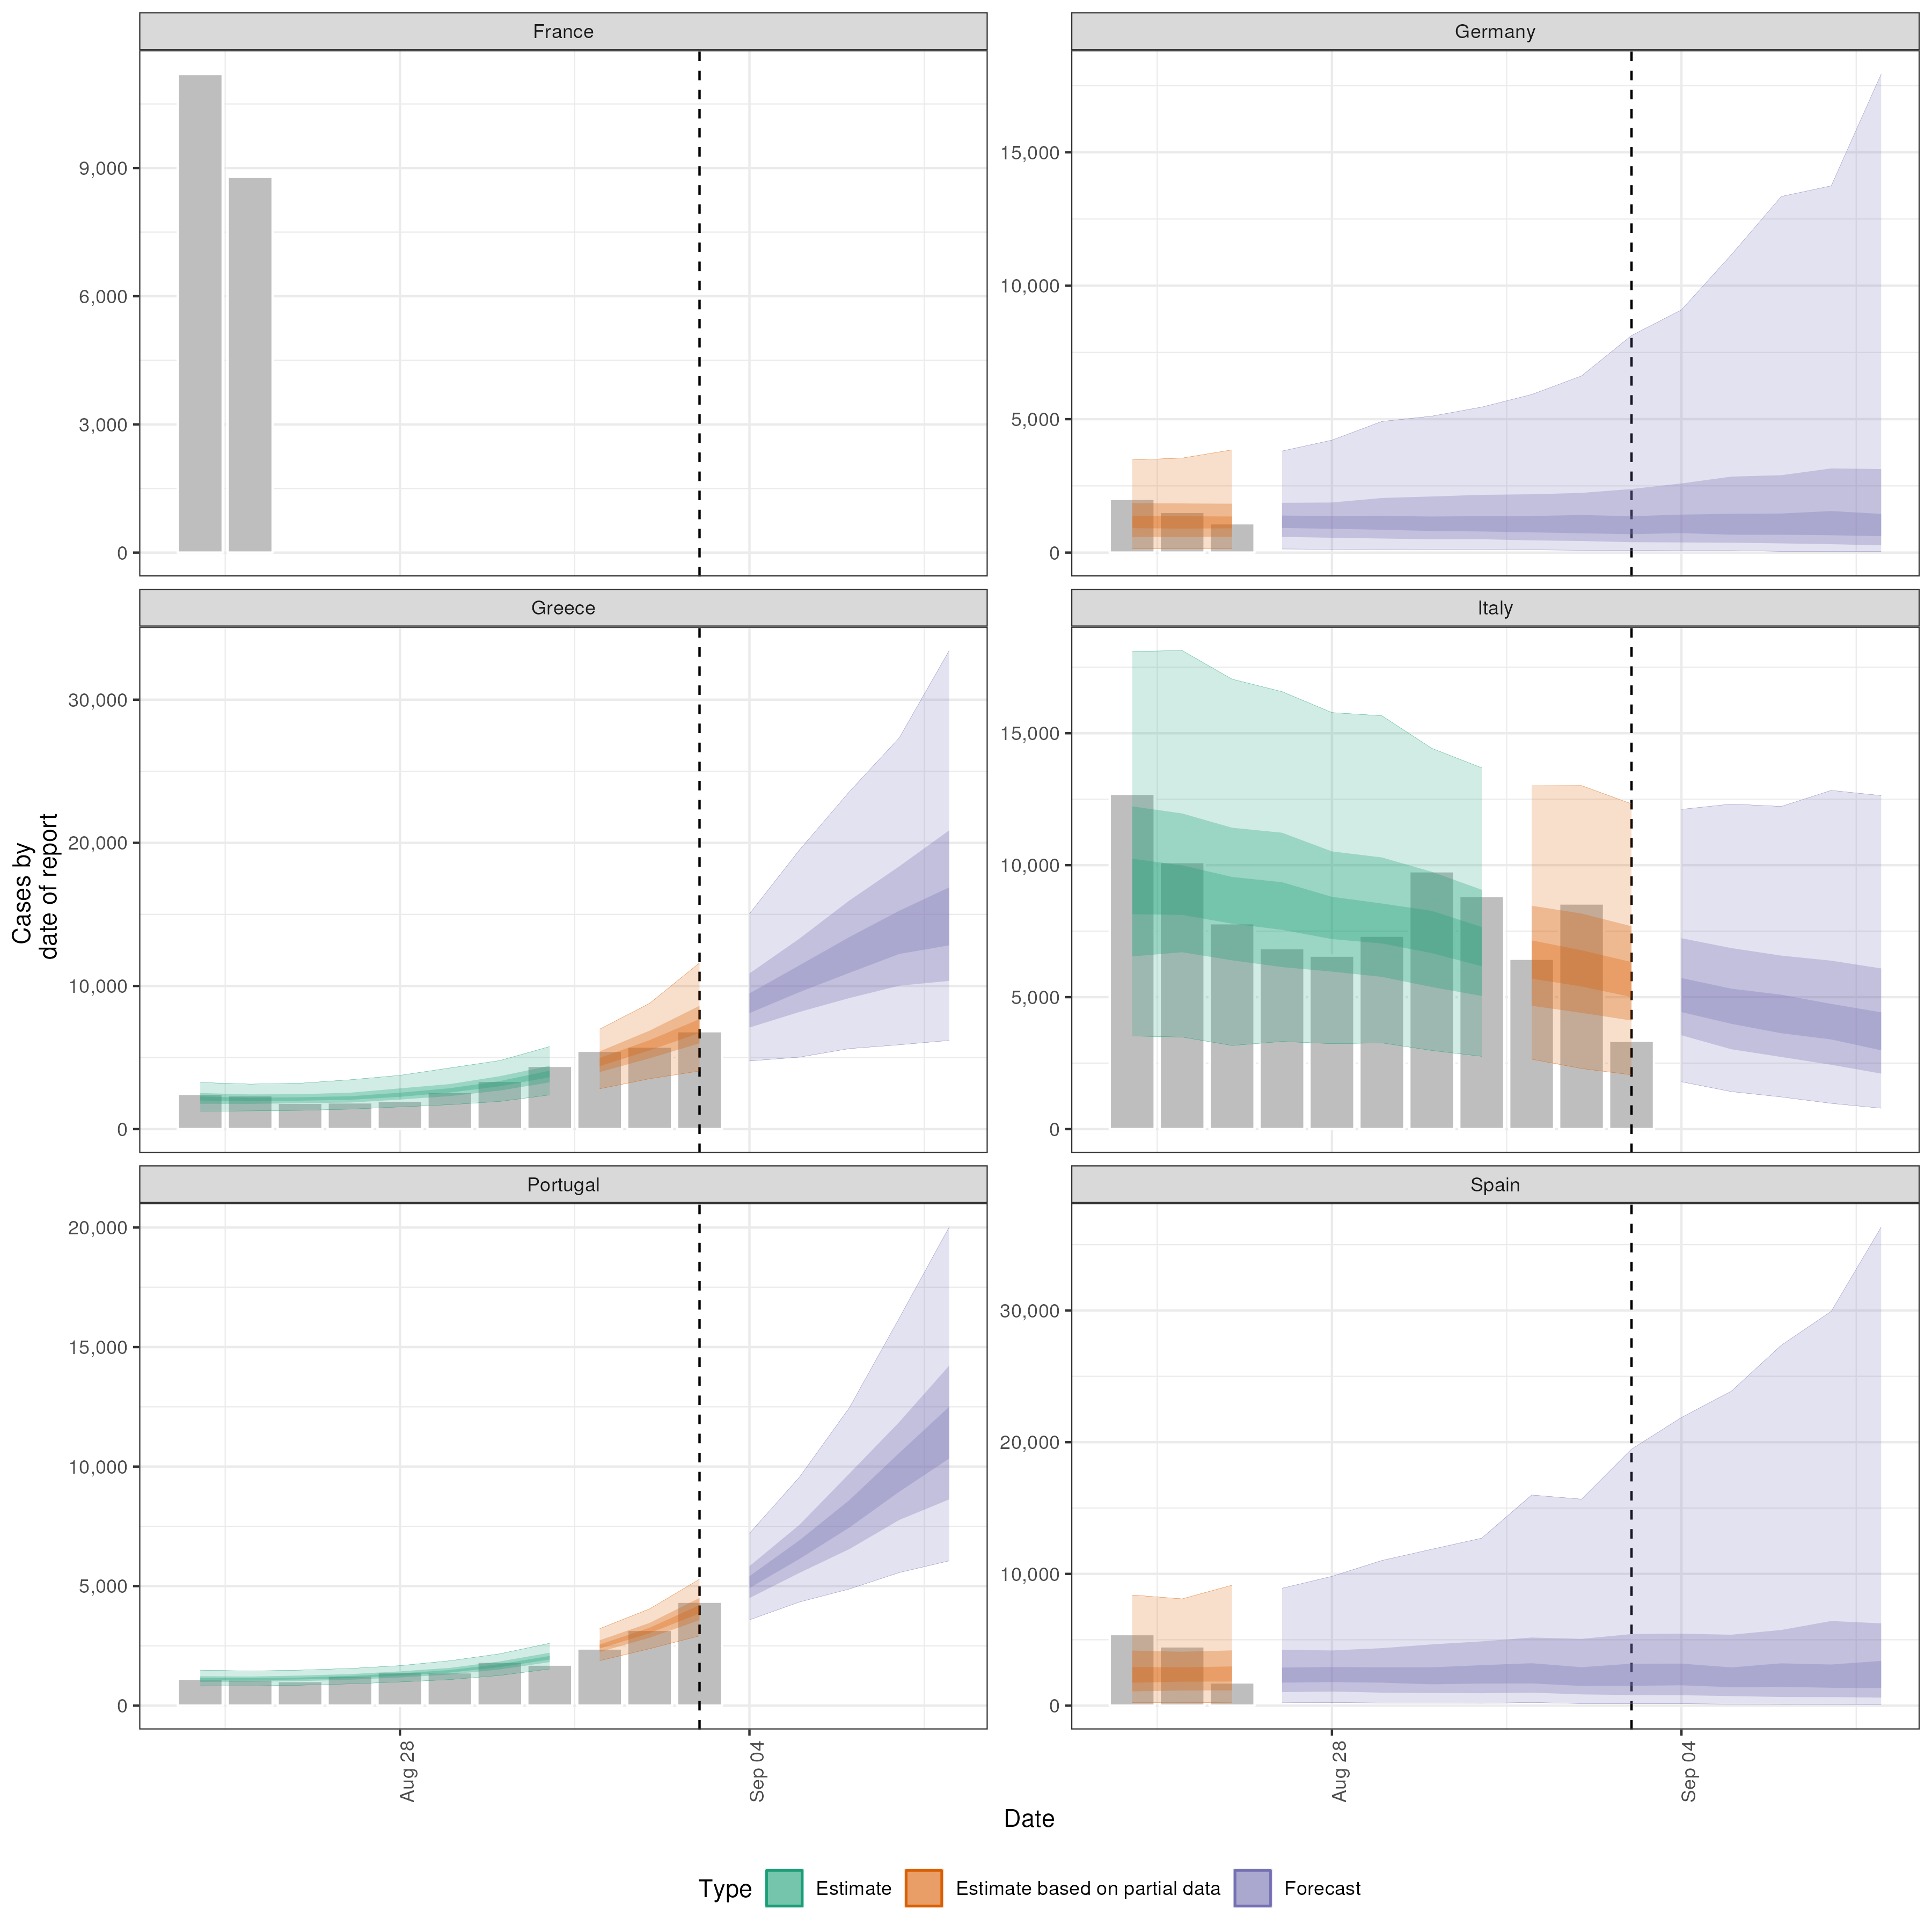 France
Germany
9,000
6,000
3,000
0
15,000
10,000
5,000
0
Greece
Italy
30,000
20,000
10,000
0
15,000
10,000
5,000
0
Cases by
date of report
Portugal
Spain
20,000
15,000
10,000
5,000
0
30,000
20,000
10,000
0
Aug 28
Sep 04
Aug 28
Sep 04
Date
Type
Estimate
Estimate based on partial data
Forecast